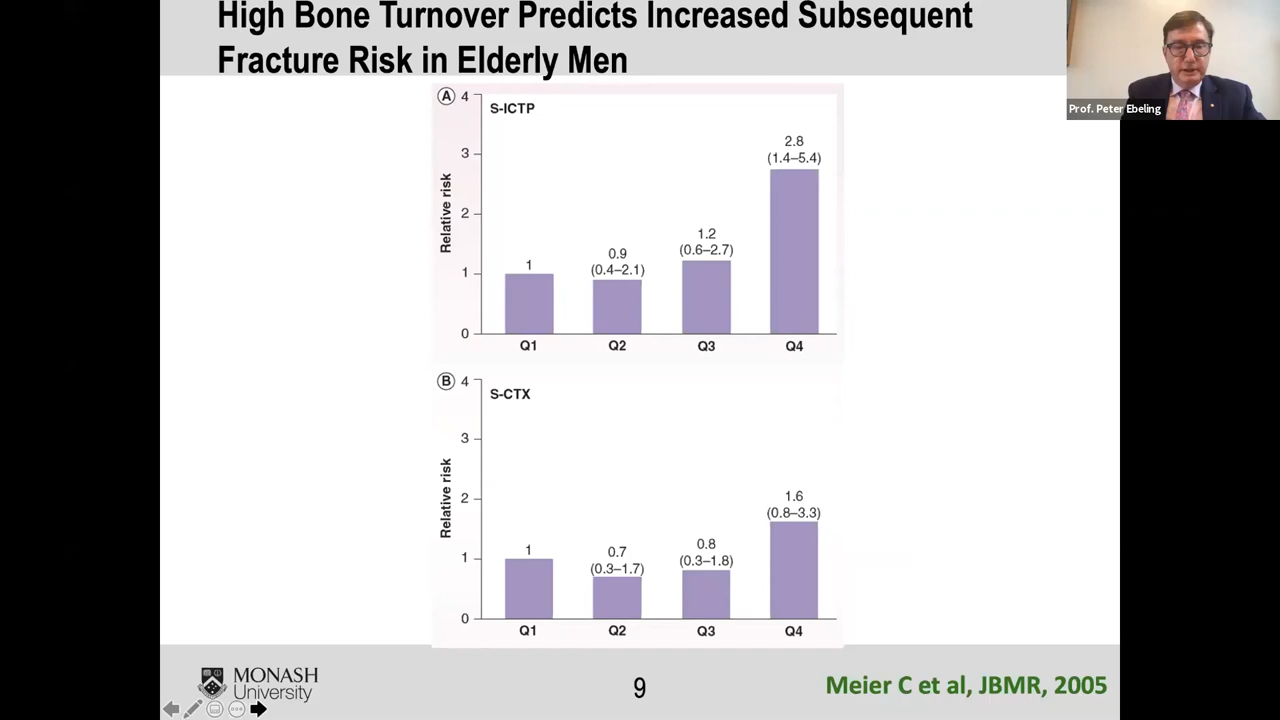 High Bone Turnover Predicts Increased Subsequent
Fracture Risk in Elderly Men
Prof. Peter Ebeling
A
S-ICTP
4
3
2
1
0
Relative risk
1
0.9
(0.4–2.1)
1.2
(0.6–2.7)
2.8
(1.4–5.4)
Q1 Q2 Q3 Q4
B
S-CTX
4
3
2
1
0
Relative risk
1
0.7
(0.3–1.7)
0.8
(0.3–1.8)
1.6
(0.8–3.3)
Q1 Q2 Q3 Q4
MONASH
University
9
Meier C et al, JBMR, 2005